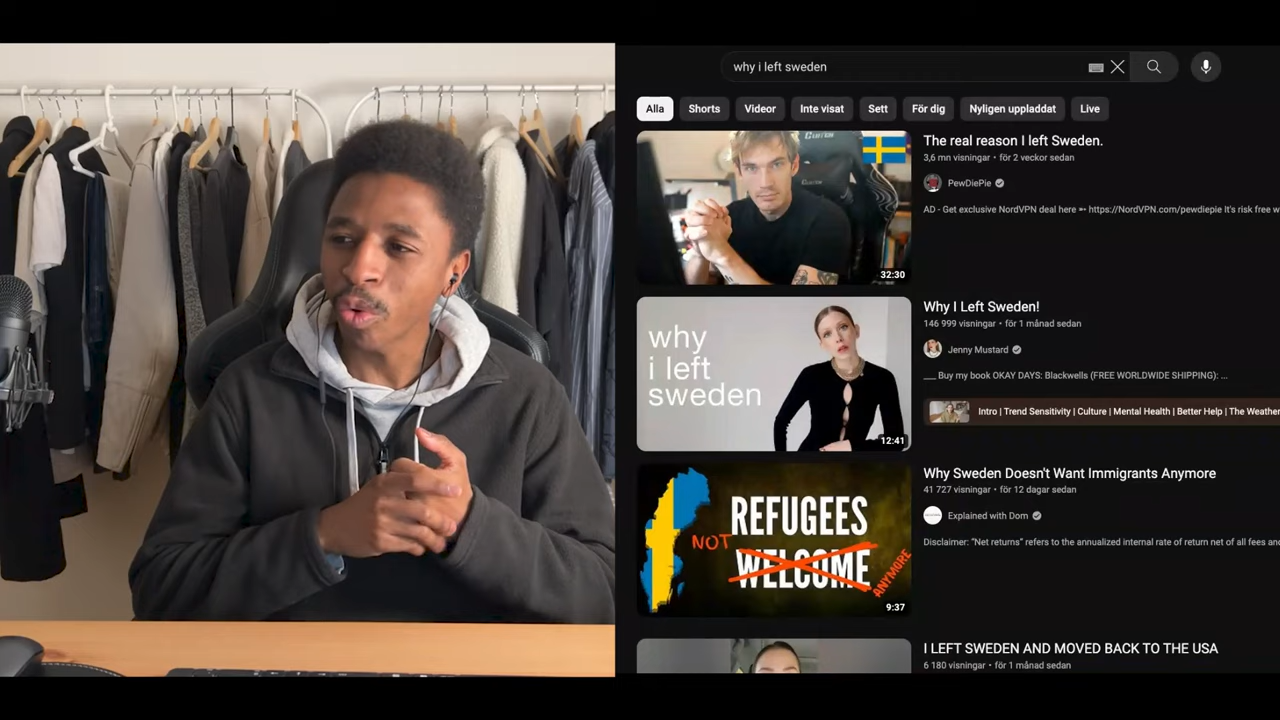 why i left sweden
Alla
Shorts
Videor
Inte visat
Sett
För dig
Nyligen uppladdat
Live
The real reason I left Sweden.
3,6 mn visningar • för 2 veckor sedan
PewDiePie
AD - Get exclusive NordVPN deal here ➼ https://NordVPN.com/pewdiepie It's risk free w
32:30
Why I Left Sweden!
146 999 visningar • för 1 månad sedan
Jenny Mustard
___ Buy my book OKAY DAYS: Blackwells (FREE WORLDWIDE SHIPPING): ...
Intro | Trend Sensitivity | Culture | Mental Health | Better Help | The Weather
why
i left
sweden
12:41
Why Sweden Doesn't Want Immigrants Anymore
41 727 visningar • för 12 dagar sedan
Explained with Dom
Disclaimer: "Net returns" refers to the annualized internal rate of return net of all fees and
REFUGEES
NOT WELCOME
ANYMORE
9:37
I LEFT SWEDEN AND MOVED BACK TO THE USA
6 180 visningar • för 1 månad sedan